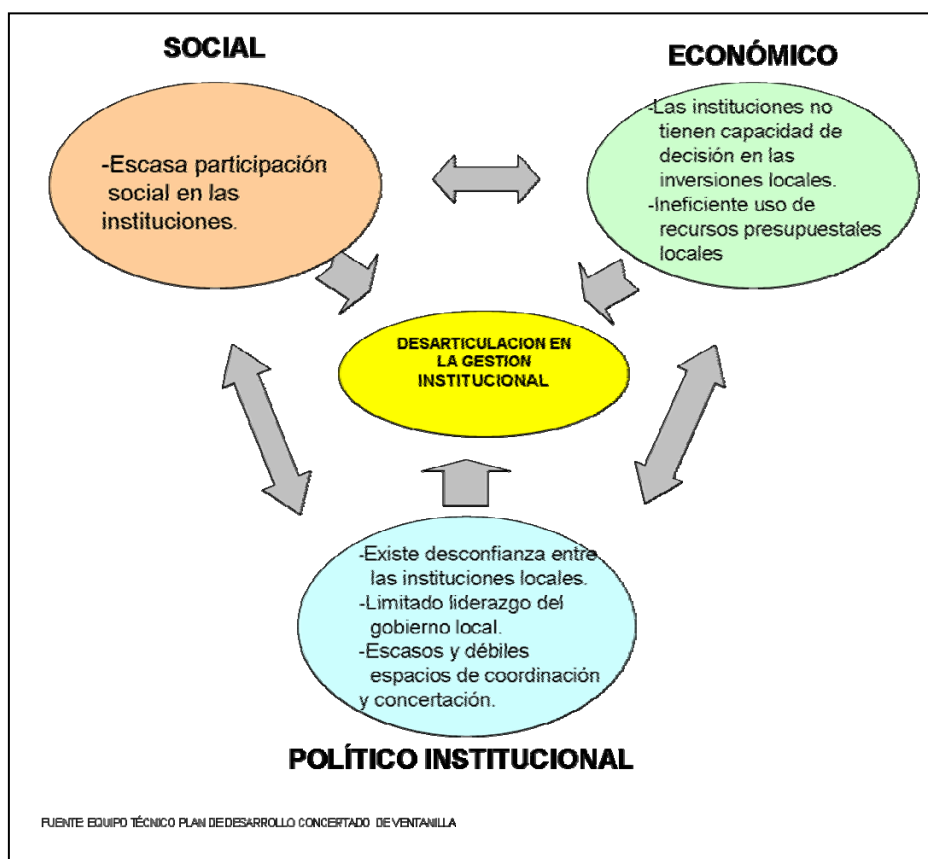 SOCIAL
ECONÓMICO
-Escasa participación
social en las
instituciones.
-Las instituciones no
tienen capacidad de
decisión en las
inversiones locales.
-Ineficiente uso de
recursos presupuestales
locales
DESARTICULACION EN
LA GESTION
INSTITUCIONAL
-Existe desconfianza entre
las instituciones locales.
-Limitado liderazgo del
gobierno local.
-Escasos y débiles
espacios de coordinación
y concertación.
POLÍTICO INSTITUCIONAL
FUENTE EQUIPO TÉCNICO PLAN DE DESARROLLO CONCERTADO DE VENTANILLA